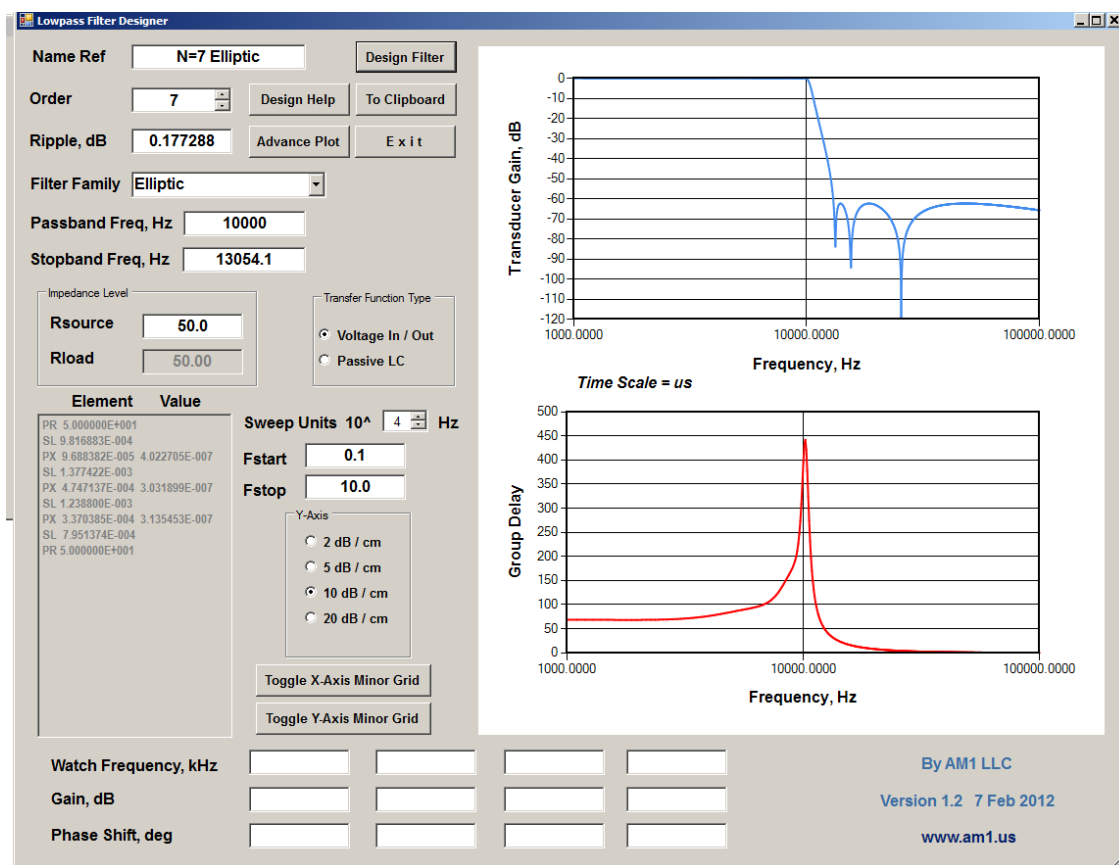 Lowpass Filter Designer
Name Ref N=7 Elliptic Design Filter
Order 7 Design Help To Clipboard
Ripple, dB 0.177288 Advance Plot E x i t
Filter Family Elliptic
Passband Freq, Hz 10000
Stopband Freq, Hz 13054.1
Impedance Level
Rsource 50.0
Rload 50.00
Transfer Function Type
Voltage In / Out
Passive LC
Element Value
PR 5.000000E+001
SL 9.816883E-004
PX 9.688382E-005 4.022705E-007
SL 1.377422E-003
PX 4.747137E-004 3.031899E-007
SL 1.238800E-003
PX 3.370385E-004 3.135453E-007
SL 7.951374E-004
PR 5.000000E+001
Sweep Units 10^ 4 Hz
Fstart 0.1
Fstop 10.0
Y-Axis
2 dB / cm
5 dB / cm
10 dB / cm
20 dB / cm
Toggle X-Axis Minor Grid
Toggle Y-Axis Minor Grid
Transducer Gain, dB
0
-10
-20
-30
-40
-50
-60
-70
-80
-90
-100
-110
-120
1000.0000 10000.0000 100000.0000
Frequency, Hz
Time Scale = us
Group Delay
500
450
400
350
300
250
200
150
100
50
0
1000.0000 10000.0000 100000.0000
Frequency, Hz
Watch Frequency, kHz
Gain, dB
Phase Shift, deg
By AM1 LLC
Version 1.2 7 Feb 2012
www.am1.us